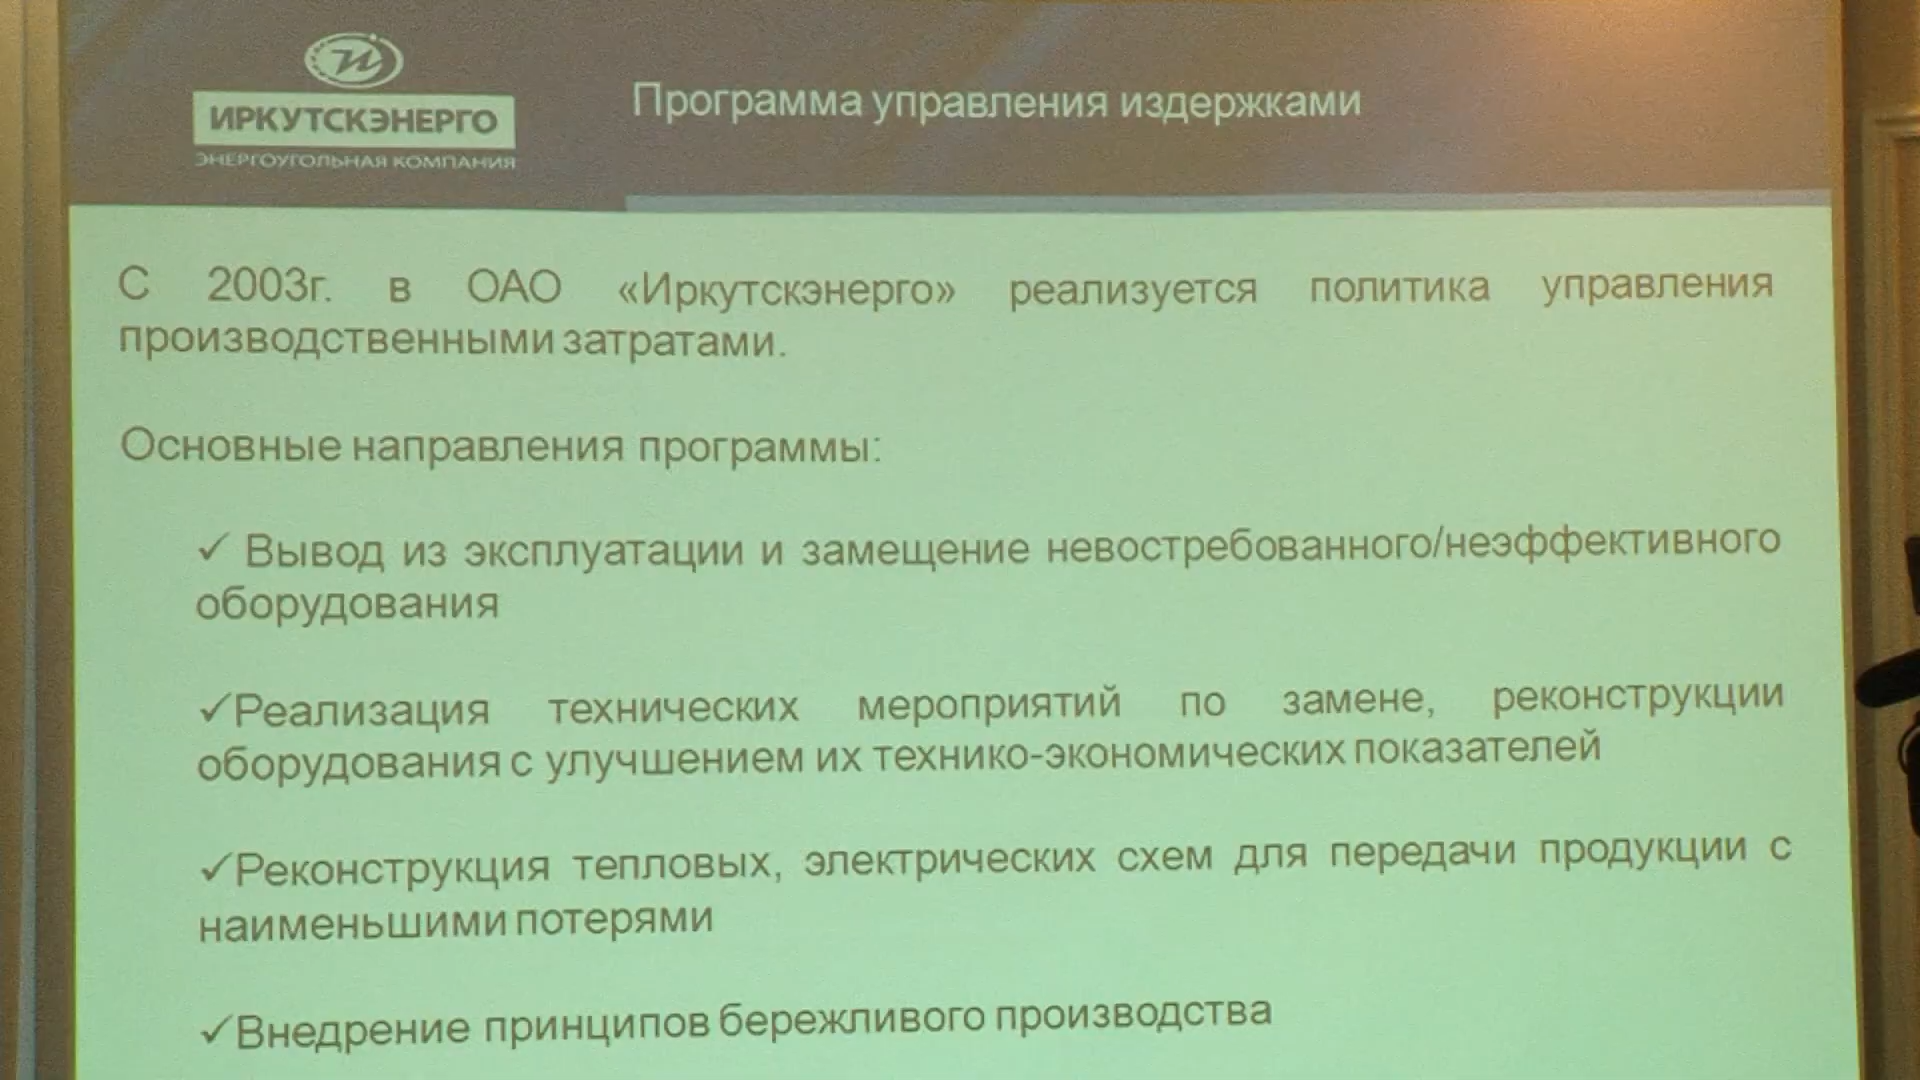 ИРКУТСКЭНЕРГО
ЭНЕРГОУГОЛЬНАЯ КОМПАНИЯ
Программа управления издержками
С 2003г. в ОАО «Иркутскэнерго» реализуется политика управления
производственными затратами.
Основные направления программы:
✓ Вывод из эксплуатации и замещение невостребованного/неэффективного
оборудования
✓Реализация технических мероприятий по замене, реконструкции
оборудования с улучшением их технико-экономических показателей
✓Реконструкция тепловых, электрических схем для передачи продукции с
наименьшими потерями
✓Внедрение принципов бережливого производства